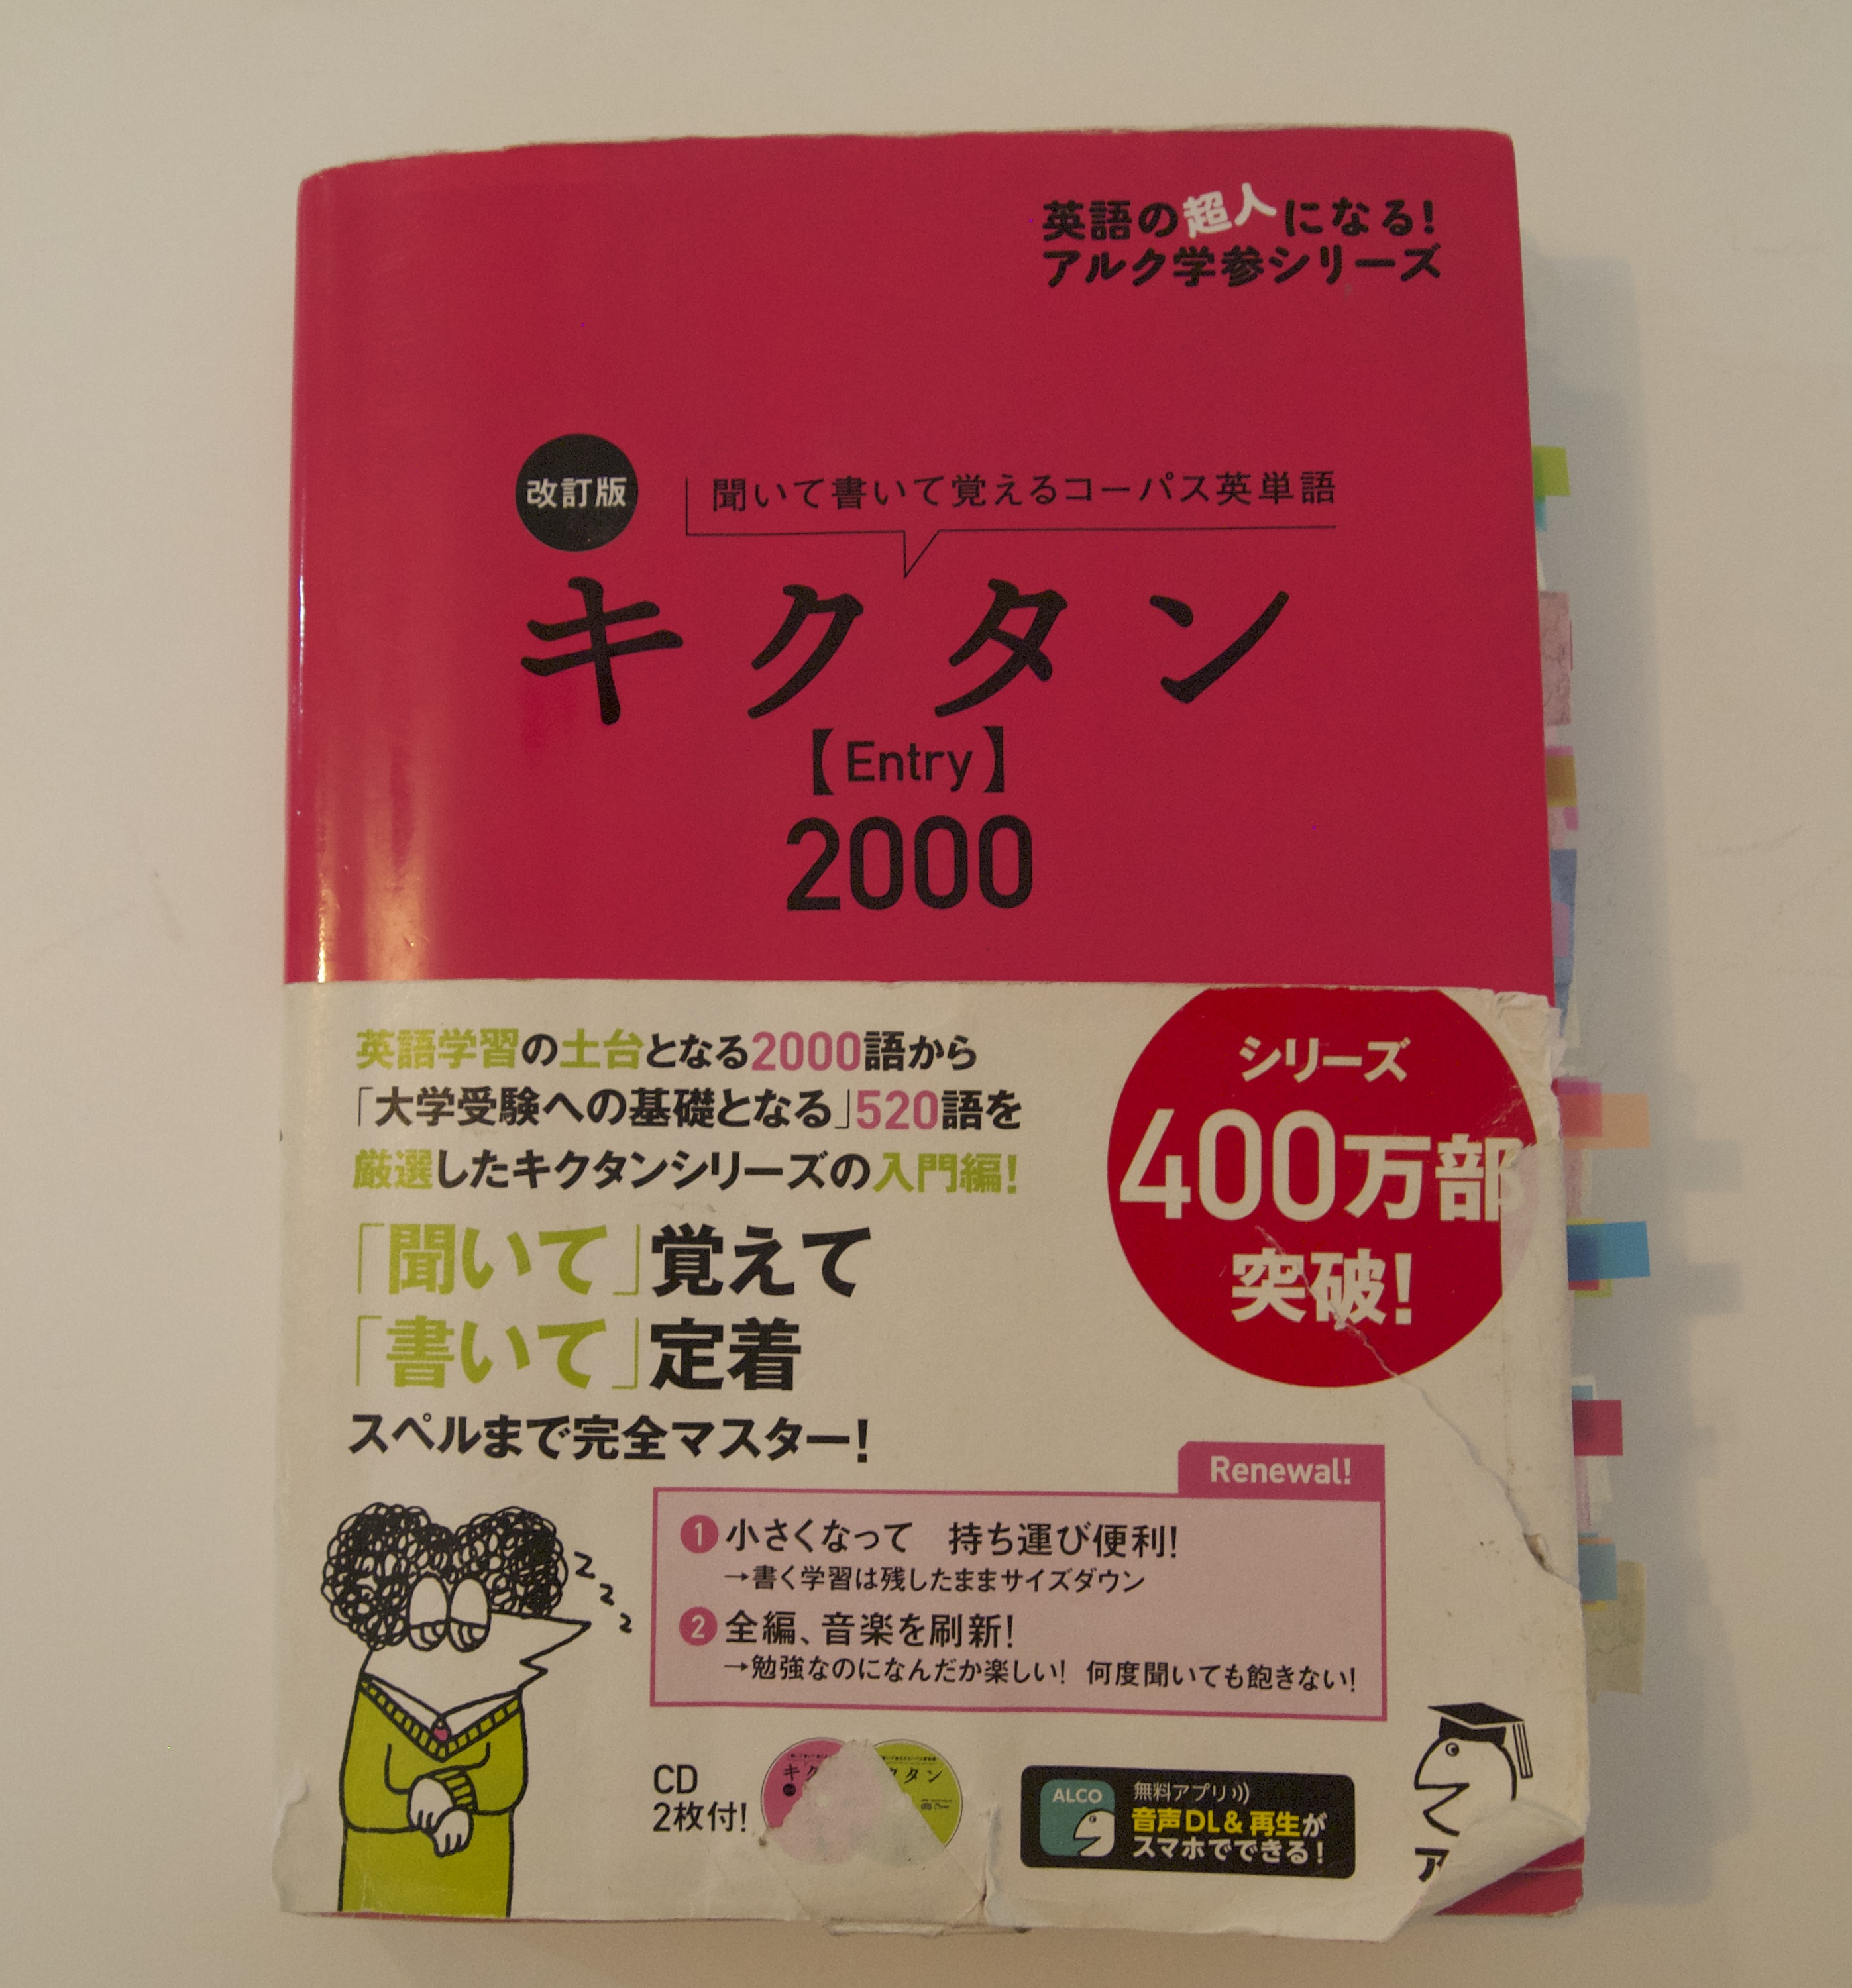 英語の超人になる!
アルク学参シリーズ
改訂版
聞いて書いて覚えるコーパス英単語
キクタン
【Entry】
2000
英語学習の土台となる2000語から
「大学受験への基礎となる」520語を
厳選したキクタンシリーズの入門編!
「聞いて」覚えて
「書いて」定着
スペルまで完全マスター!
シリーズ
400万部
突破!
Renewal!
1 小さくなって 持ち運び便利!
→書く学習は残したままサイズダウン
2 全編、音楽を刷新!
→勉強なのになんだか楽しい! 何度聞いても飽きない!
zzz
CD
2枚付!
キク
タン
ALCO
無料アプリ
音声DL&再生が
スマホでできる!
ア